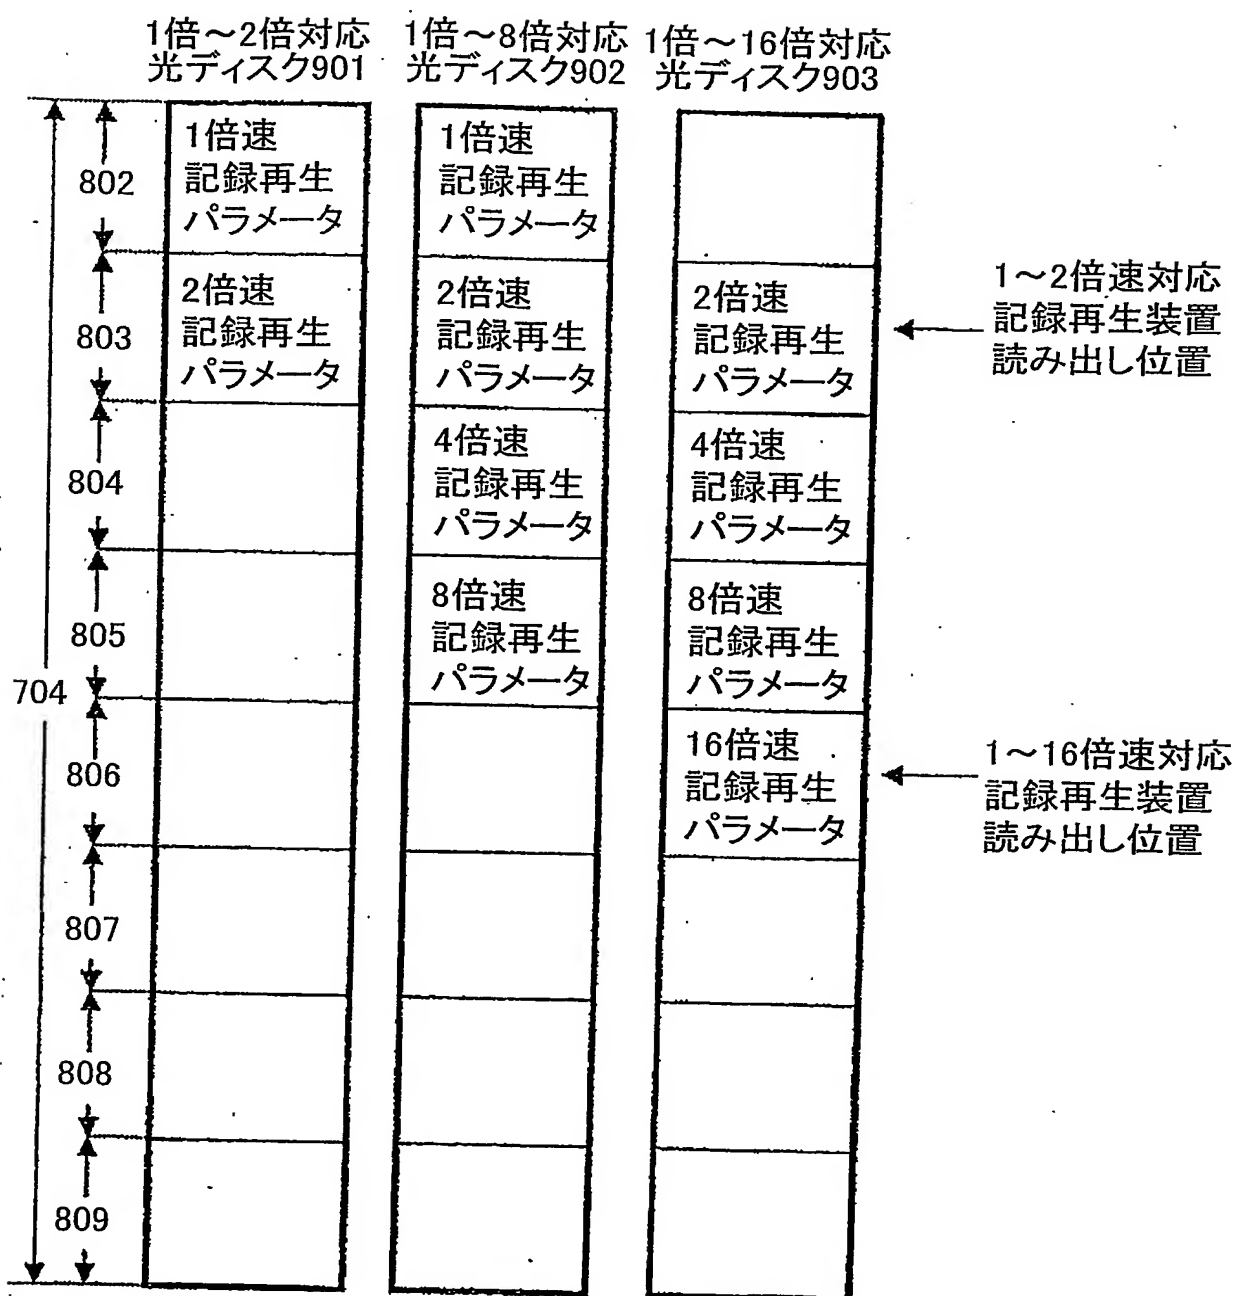 1倍～2倍対応
光ディスク901
1倍～8倍対応
光ディスク902
1倍～16倍対応
光ディスク903
704
802
803
804
805
806
807
808
809
1倍速
記録再生
パラメータ
2倍速
記録再生
パラメータ
1倍速
記録再生
パラメータ
2倍速
記録再生
パラメータ
4倍速
記録再生
パラメータ
8倍速
記録再生
パラメータ
2倍速
記録再生
パラメータ
4倍速
記録再生
パラメータ
8倍速
記録再生
パラメータ
16倍速
記録再生
パラメータ
1～2倍速対応
記録再生装置
読み出し位置
1～16倍速対応
記録再生装置
読み出し位置